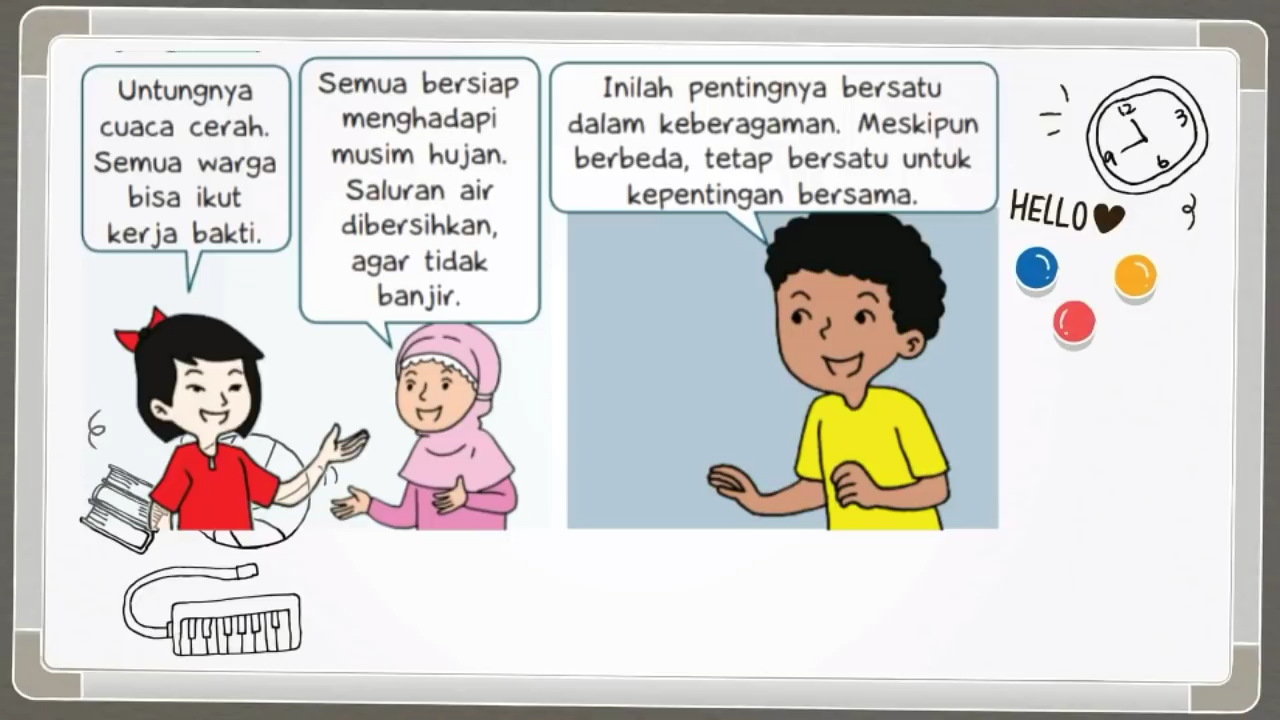 Untungnya
cuaca cerah.
Semua warga
bisa ikut
kerja bakti.
Semua bersiap
menghadapi
musim hujan.
Saluran air
dibersihkan,
agar tidak
banjir.
Inilah pentingnya bersatu
dalam keberagaman. Meskipun
berbeda, tetap bersatu untuk
kepentingan bersama.
12
3
9
6
HELLO